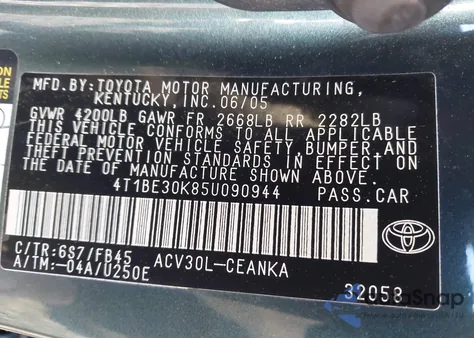 MFD.BY:TOYOTA MOTOR MANUFACTURING,
KENTUCKY,INC.06/05
GVWR 4200LB GAWR FR 2668LB RR 2282LB
THIS VEHICLE CONFORMS TO ALL APPLICABLE
FEDERAL MOTOR VEHICLE SAFETY,BUMPER,AND
THEFT PREVENTION STANDARDS IN EFFECT ON
THE DATE OF MANUFACTURE SHOWN ABOVE.
4T1BE30K85U090944 PASS.CAR
C/TR:6S7/FB45 ACV30L-CEANKA
A/TM:-04A/U250E
TOYOTA
32058